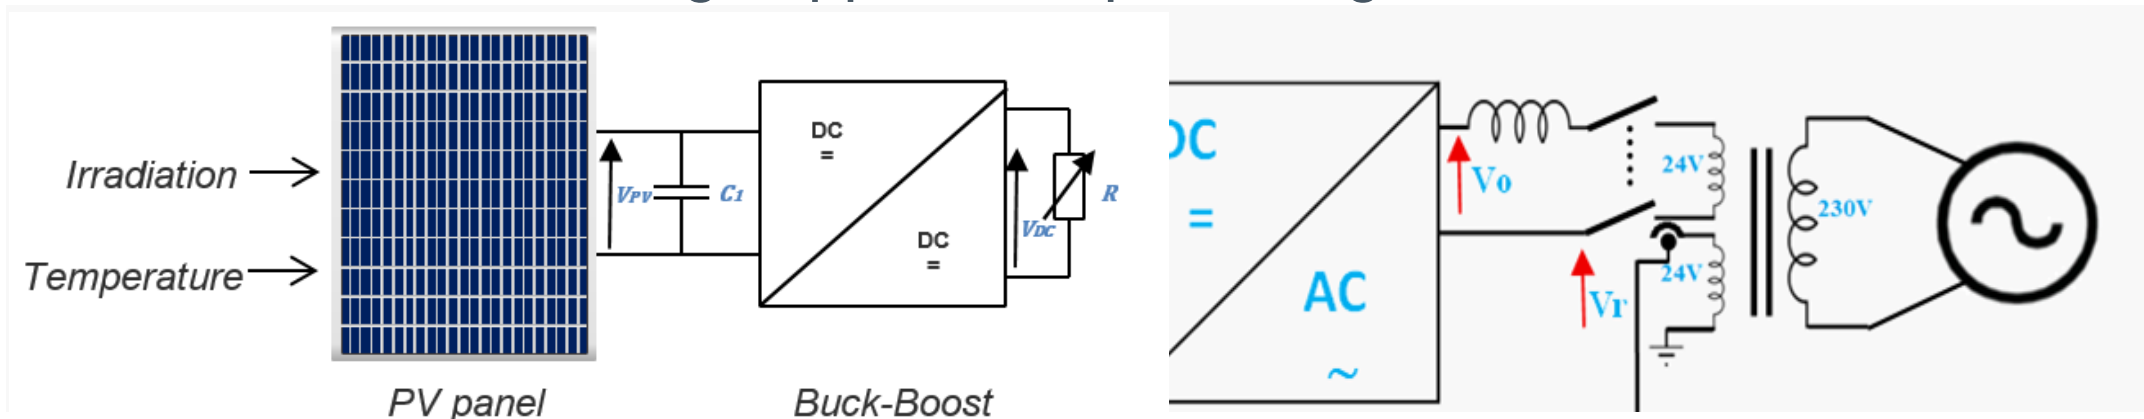 Irradiation
Temperature
PV panel
VPV
C1
DC
=
DC
=
Buck-Boost
VDC
R
DC
=
AC
~
Vo
Vr
24V
24V
230V